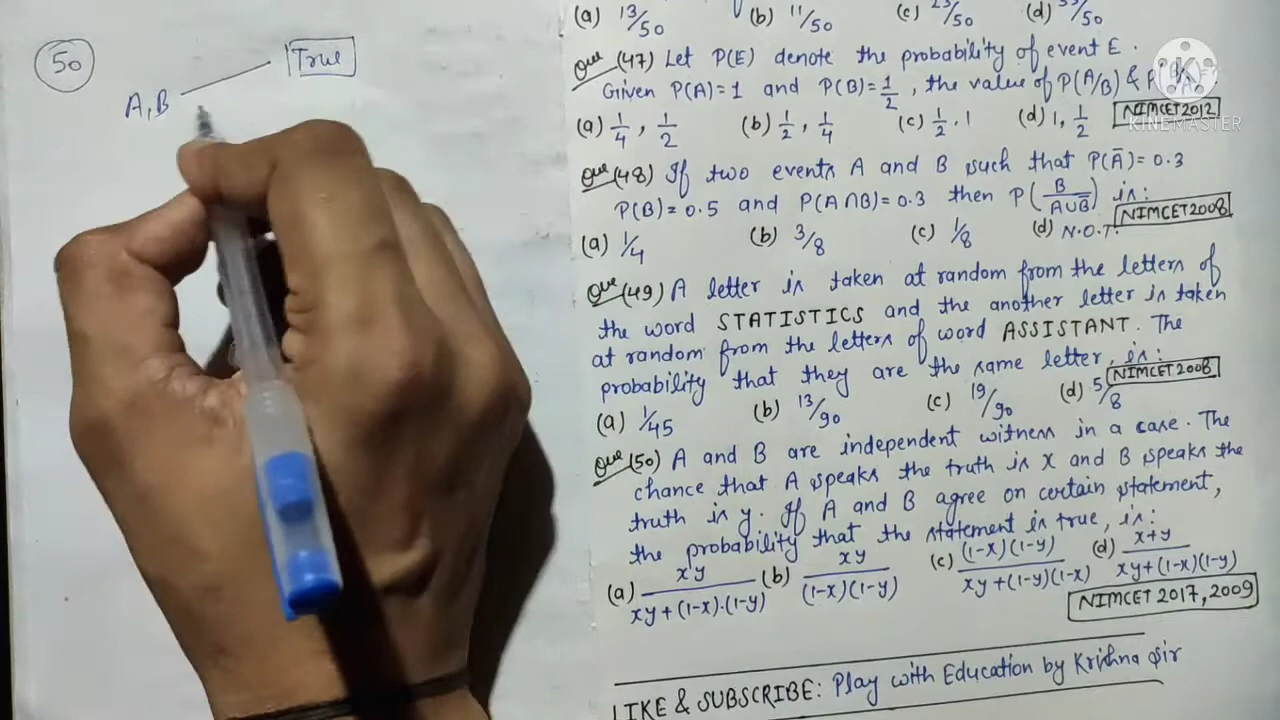 50
True
A,B
(a) 13/50 (b) 11/50 (c) 23/50 (d) 33/50
Que (47) Let P(E) denote the probability of event E.
Given P(A)=1 and P(B)=1/2, the value of P(A/B) &
(a) 1/4, 1/2 (b) 1/2, 1/4 (c) 1/2, 1 (d) 1, 1/2 NIMCET 2012
KINEMASTER
Que (48) If two events A and B such that P(Ā)=0.3
P(B)=0.5 and P(A∩B)=0.3 then P(B/A∪B̄) is:
NIMCET 2008
(a) 1/4 (b) 3/8 (c) 1/8 (d) N.O.T.
Que (49) A letter is taken at random from the letters of
the word STATISTICS and the another letter is taken
at random from the letters of word ASSISTANT. The
probability that they are the same letter, is:
NIMCET 2008
(a) 1/45 (b) 13/90 (c) 19/90 (d) 5/8
Que (50) A and B are independent witness in a case. The
chance that A speaks the truth is x and B speaks the
truth is y. If A and B agree on certain statement,
the probability that the statement is true, is:
(a) xy/xy+(1-x).(1-y) (b) xy/(1-x)(1-y) (c) (1-x)(1-y)/xy+(1-y)(1-x) (d) x+y/xy+(1-x)(1-y)
NIMCET 2017, 2009
LIKE & SUBSCRIBE: Play with Education by Krishna Sir